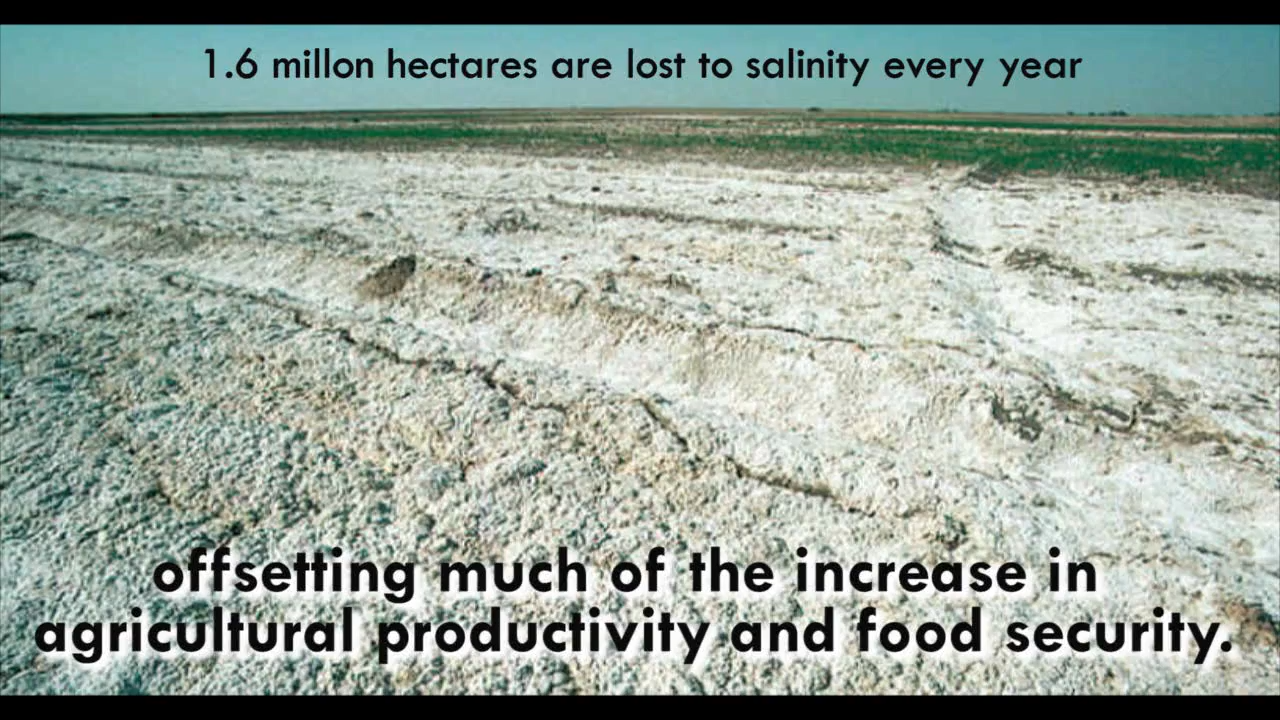 1.6 millon hectares are lost to salinity every year
offsetting much of the increase in
agricultural productivity and food security.